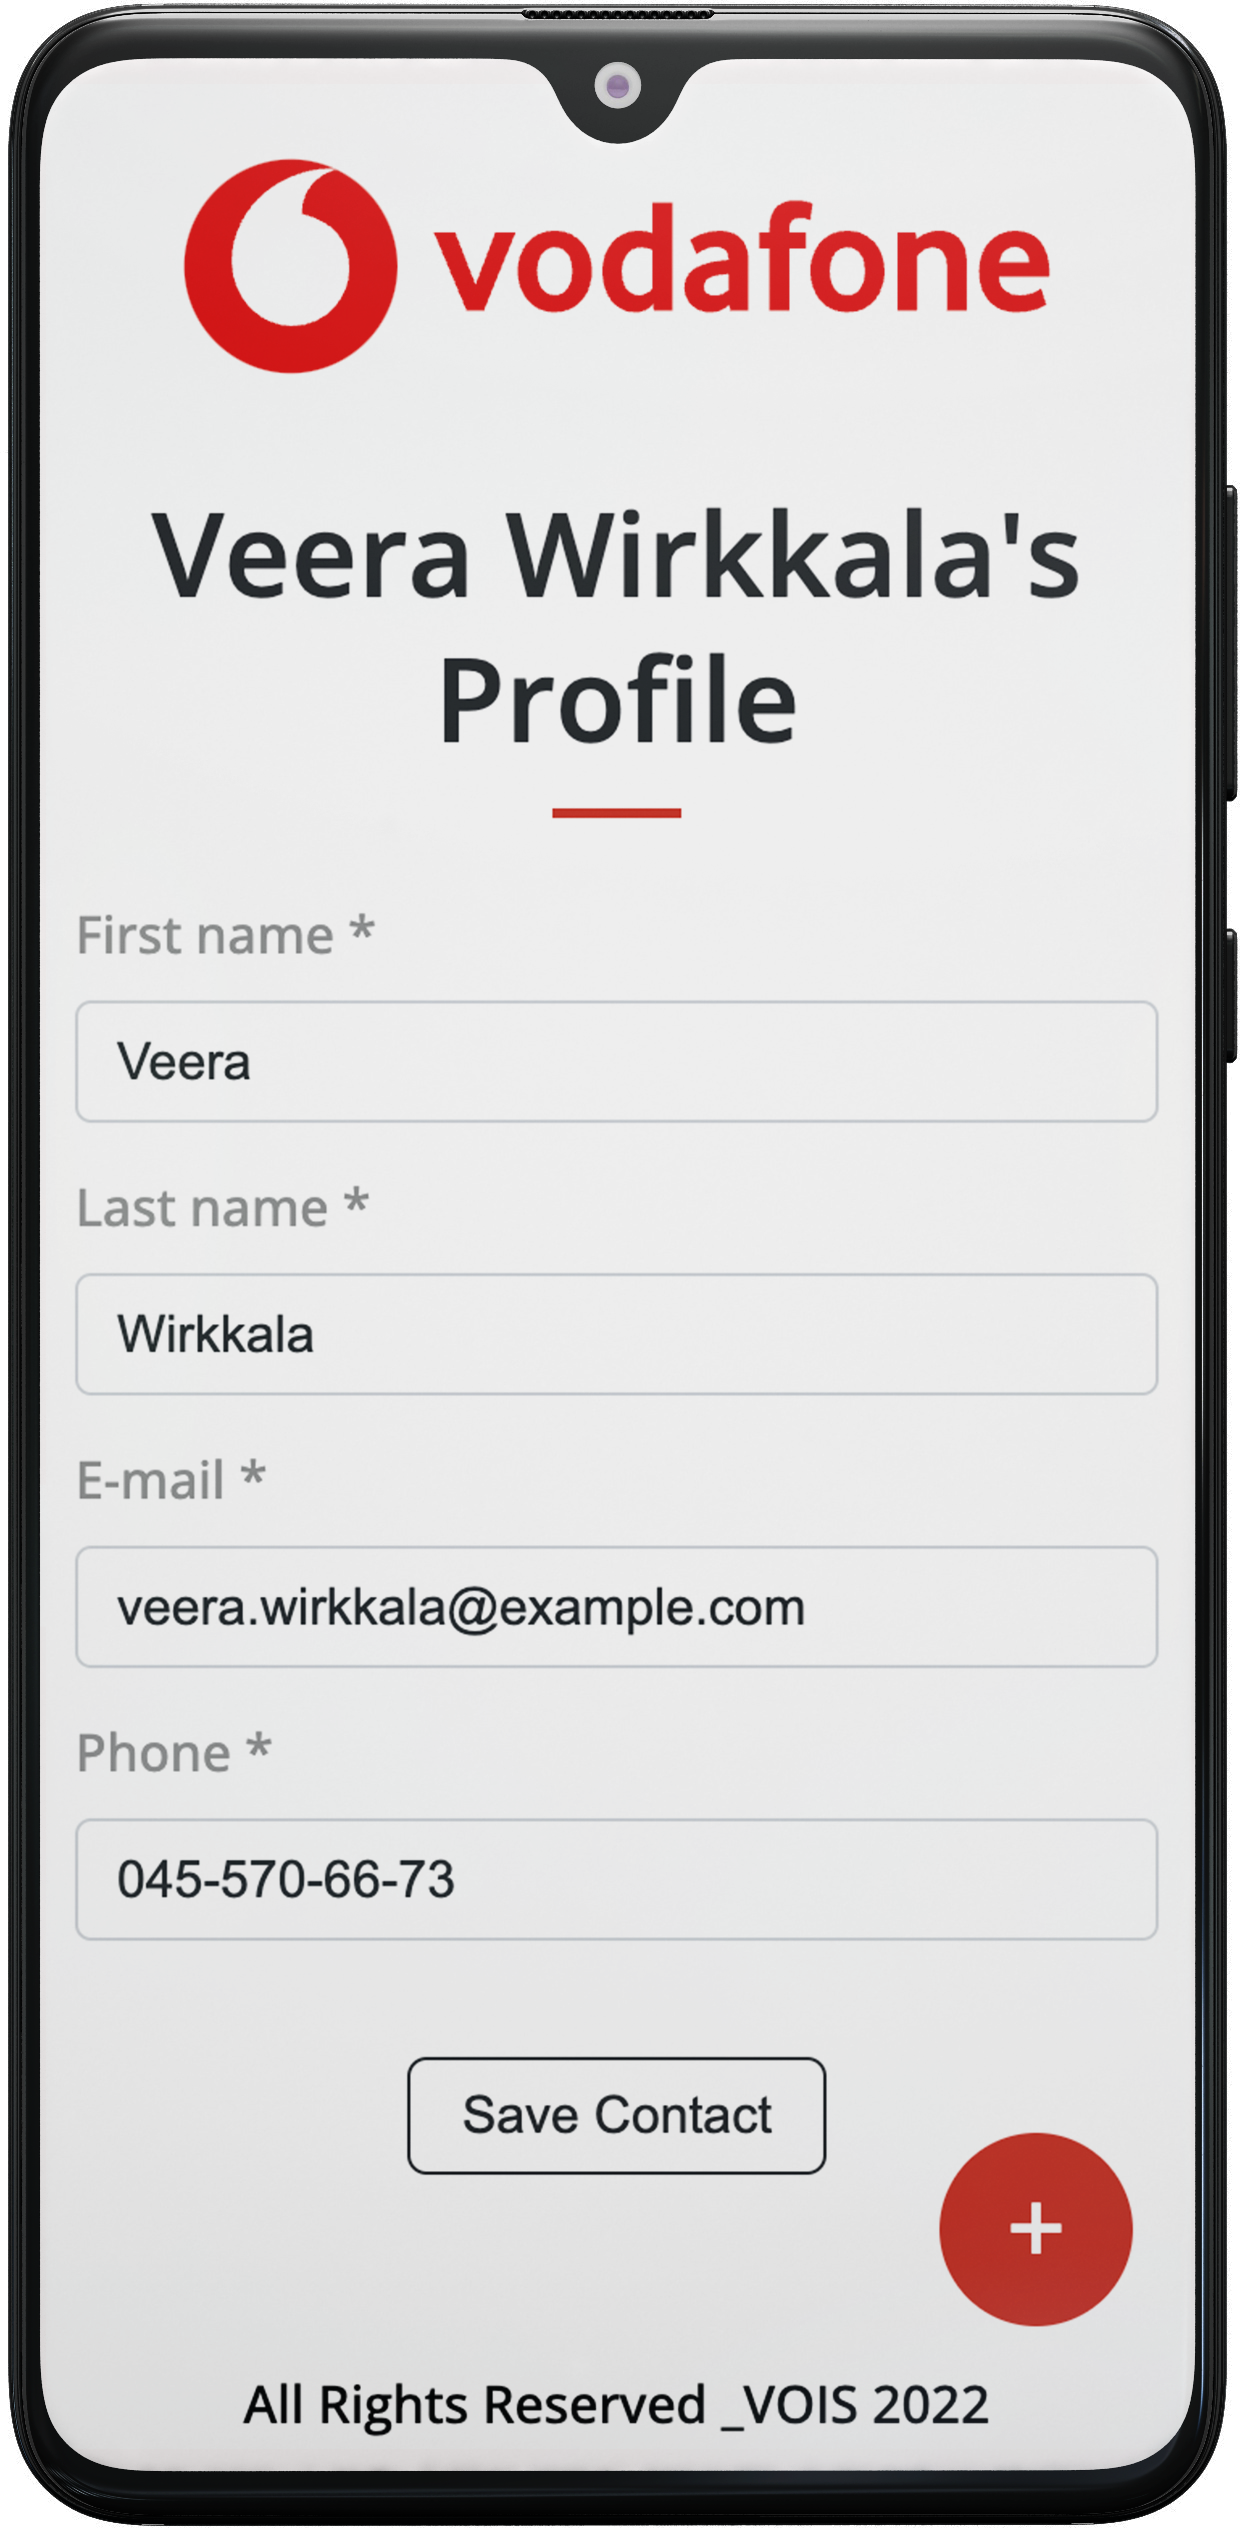 vodafone
Veera Wirkkala's
Profile
First name *
Veera
Last name *
Wirkkala
E-mail *
veera.wirkkala@example.com
Phone *
045-570-66-73
Save Contact
+
All Rights Reserved _VOIS 2022